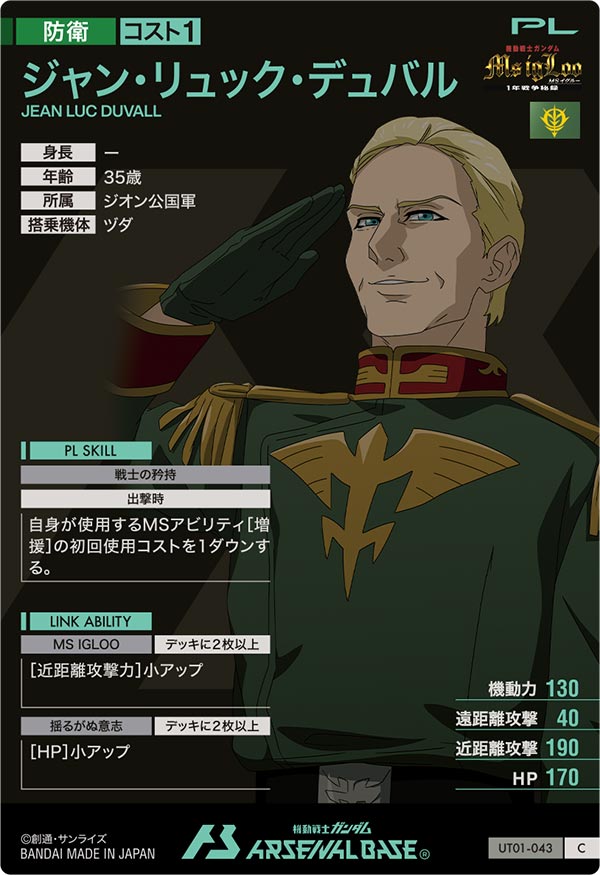 防衛 コスト1
PL
ジャン・リュック・デュバル
JEAN LUC DUVALL
機動戦士ガンダム
Ms igLoo
MSイグルー
1年戦争秘録
身長 ー
年齢 35歳
所属 ジオン公国軍
搭乗機体 ヅダ
PL SKILL
戦士の矜持
出撃時
自身が使用するMSアビリティ[増
援]の初回使用コストを1ダウンす
る。
LINK ABILITY
MS IGLOO デッキに2枚以上
[近距離攻撃力]小アップ
揺るがぬ意志 デッキに2枚以上
[HP]小アップ
機動力 130
遠距離攻撃 40
近距離攻撃 190
HP 170
©創通・サンライズ
BANDAI MADE IN JAPAN
機動戦士ガンダム
ARSENAL BASE®
UT01-043 C